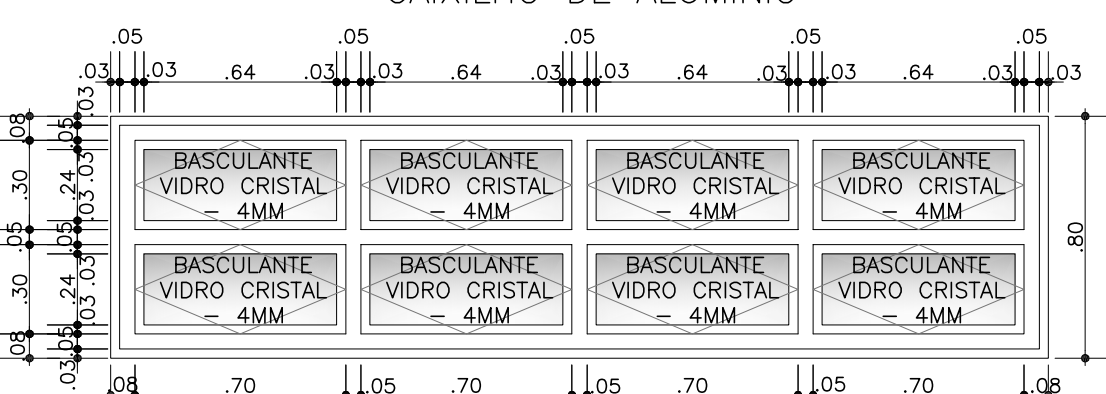 CAIXILHO DE ALUMÍNIO
.05 .05 .05 .05 .05
.03 .03 .64 .03 .03 .64 .03 .03 .64 .03 .03 .64 .03 .03
.08 .30 .05 .30 .08
.03 .05 .03 .24 .03 .05 .03 .24 .03 .05 .03
BASCULANTE BASCULANTE BASCULANTE BASCULANTE
VIDRO CRISTAL VIDRO CRISTAL VIDRO CRISTAL VIDRO CRISTAL
- 4MM - 4MM - 4MM - 4MM
BASCULANTE BASCULANTE BASCULANTE BASCULANTE
VIDRO CRISTAL VIDRO CRISTAL VIDRO CRISTAL VIDRO CRISTAL
- 4MM - 4MM - 4MM - 4MM
.80
.08 .70 .05 .70 .05 .70 .05 .70 .08